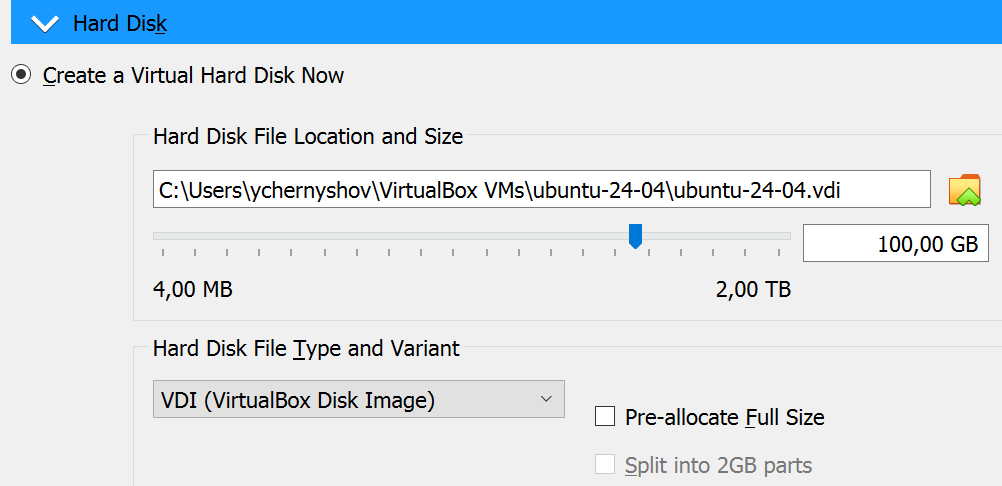 Hard Disk
Create a Virtual Hard Disk Now
Hard Disk File Location and Size
C:\Users\ychernyshov\VirtualBox VMs\ubuntu-24-04\ubuntu-24-04.vdi
100,00 GB
4,00 MB 2,00 TB
Hard Disk File Type and Variant
VDI (VirtualBox Disk Image)
Pre-allocate Full Size
Split into 2GB parts